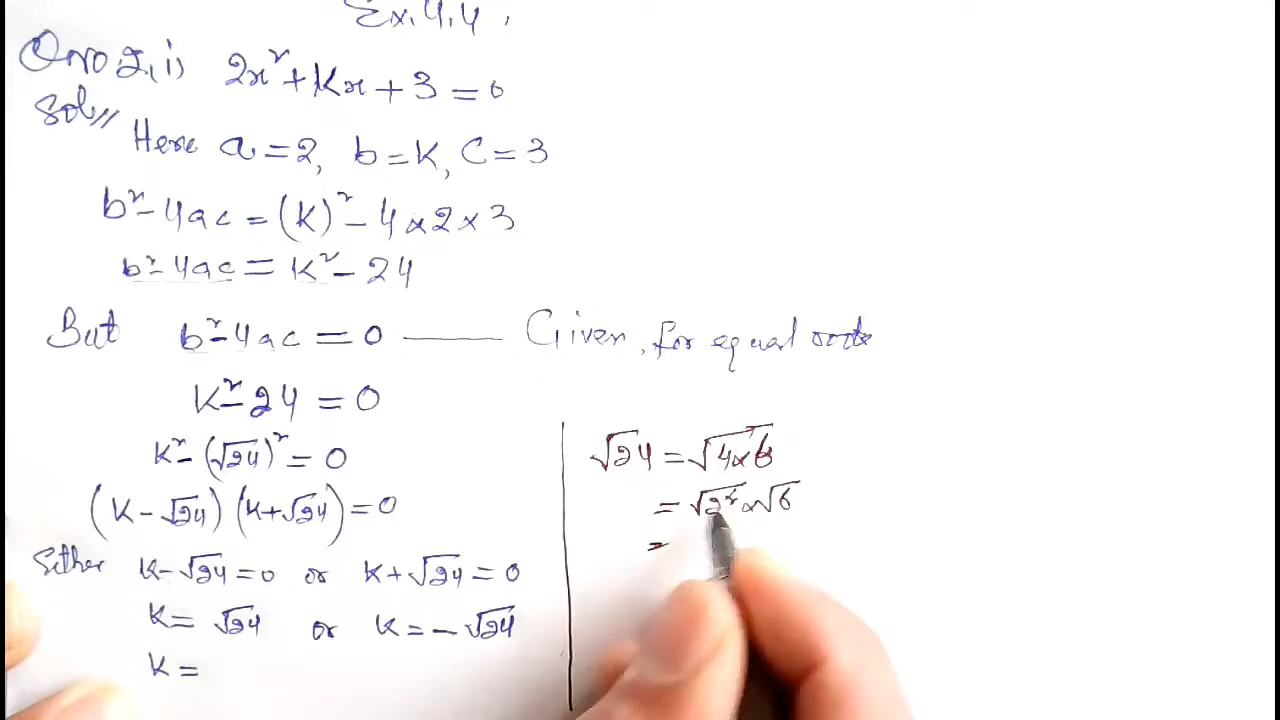 Ex. 4.4.
Q No 2. i) 2x² + Kx + 3 = 0
Sol//
Here a = 2, b = K, C = 3
b² - 4ac = (K)² - 4 × 2 × 3
b² - 4ac = K² - 24
But b² - 4ac = 0 —— Given, for equal roots
K² - 24 = 0
K² - (√24)² = 0
(K - √24) (K + √24) = 0
Either K - √24 = 0 or K + √24 = 0
K = √24 or K = - √24
K =
√24 = √4×6
= √2² × √6
=